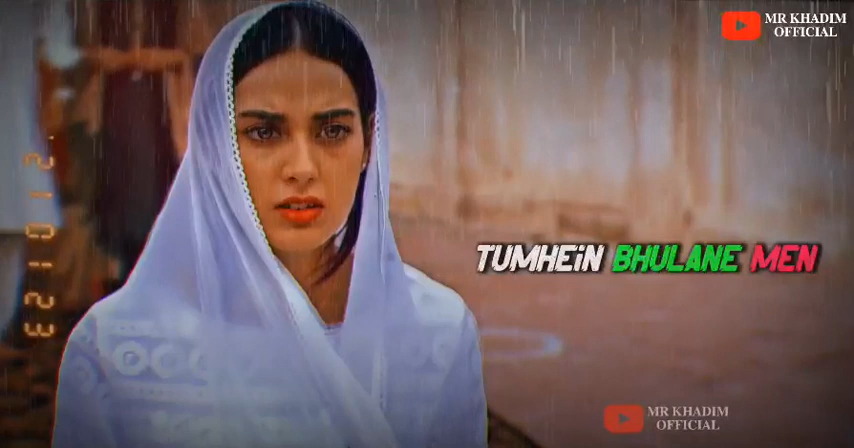 MR KHADIM
OFFICIAL
TUMHEiN BHULANE MEN
MR KHADIM
OFFICIAL